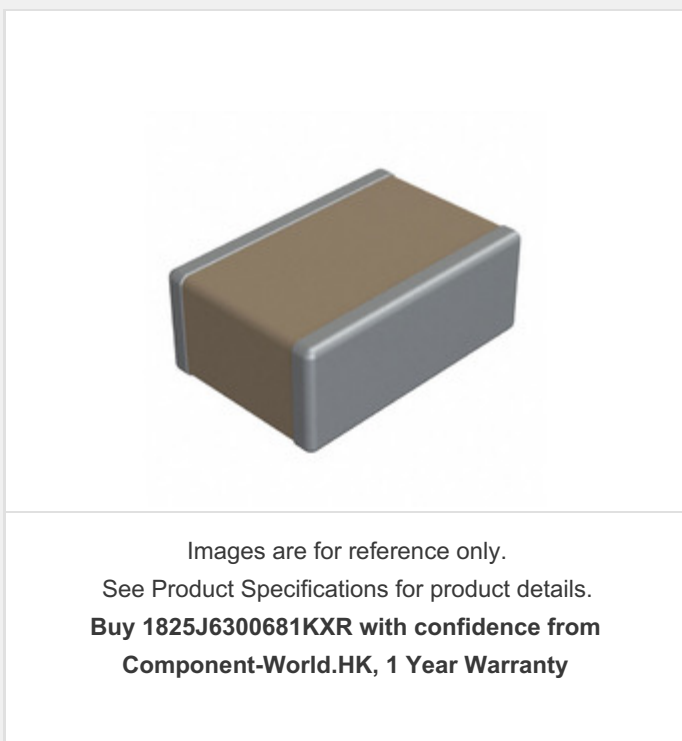 Images are for reference only.
See Product Specifications for product details.
Buy 1825J6300681KXR with confidence from
Component-World.HK, 1 Year Warranty